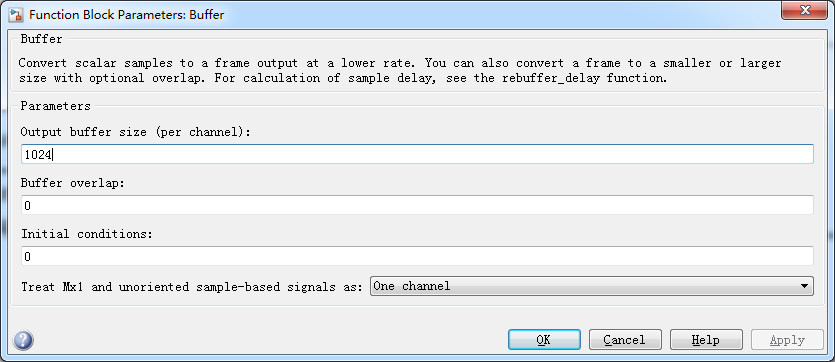 Function Block Parameters: Buffer
Buffer
Convert scalar samples to a frame output at a lower rate. You can also convert a frame to a smaller or larger
size with optional overlap. For calculation of sample delay, see the rebuffer_delay function.
Parameters
Output buffer size (per channel):
1024
Buffer overlap:
0
Initial conditions:
0
Treat Mx1 and unoriented sample-based signals as: One channel
OK Cancel Help Apply